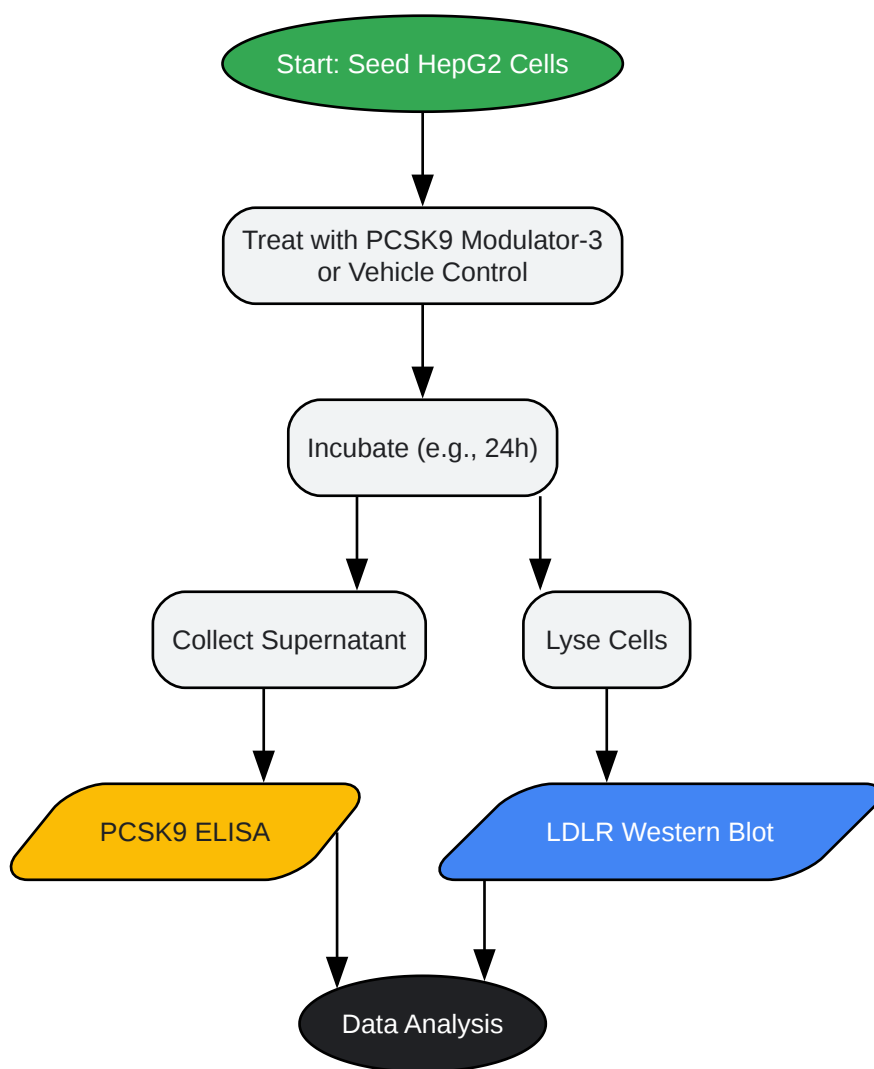 Start: Seed HepG2 Cells
Treat with PCSK9 Modulator-3
or Vehicle Control
Incubate (e.g., 24h)
Collect Supernatant
Lyse Cells
PCSK9 ELISA
LDLR Western Blot
Data Analysis